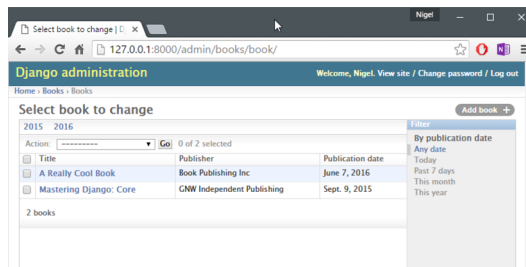 Nigel
Select book to change | D
127.0.0.1:8000/admin/books/book/
Django administration
Welcome, Nigel. View site / Change password / Log out
Home › Books › Books
Select book to change
Add book +
2015 2016
Filter
Action: --------- Go 0 of 2 selected
By publication date
Any date
Today
Past 7 days
This month
This year
Title Publisher Publication date
A Really Cool Book Book Publishing Inc June 7, 2016
Mastering Django: Core GNW Independent Publishing Sept. 9, 2015
2 books